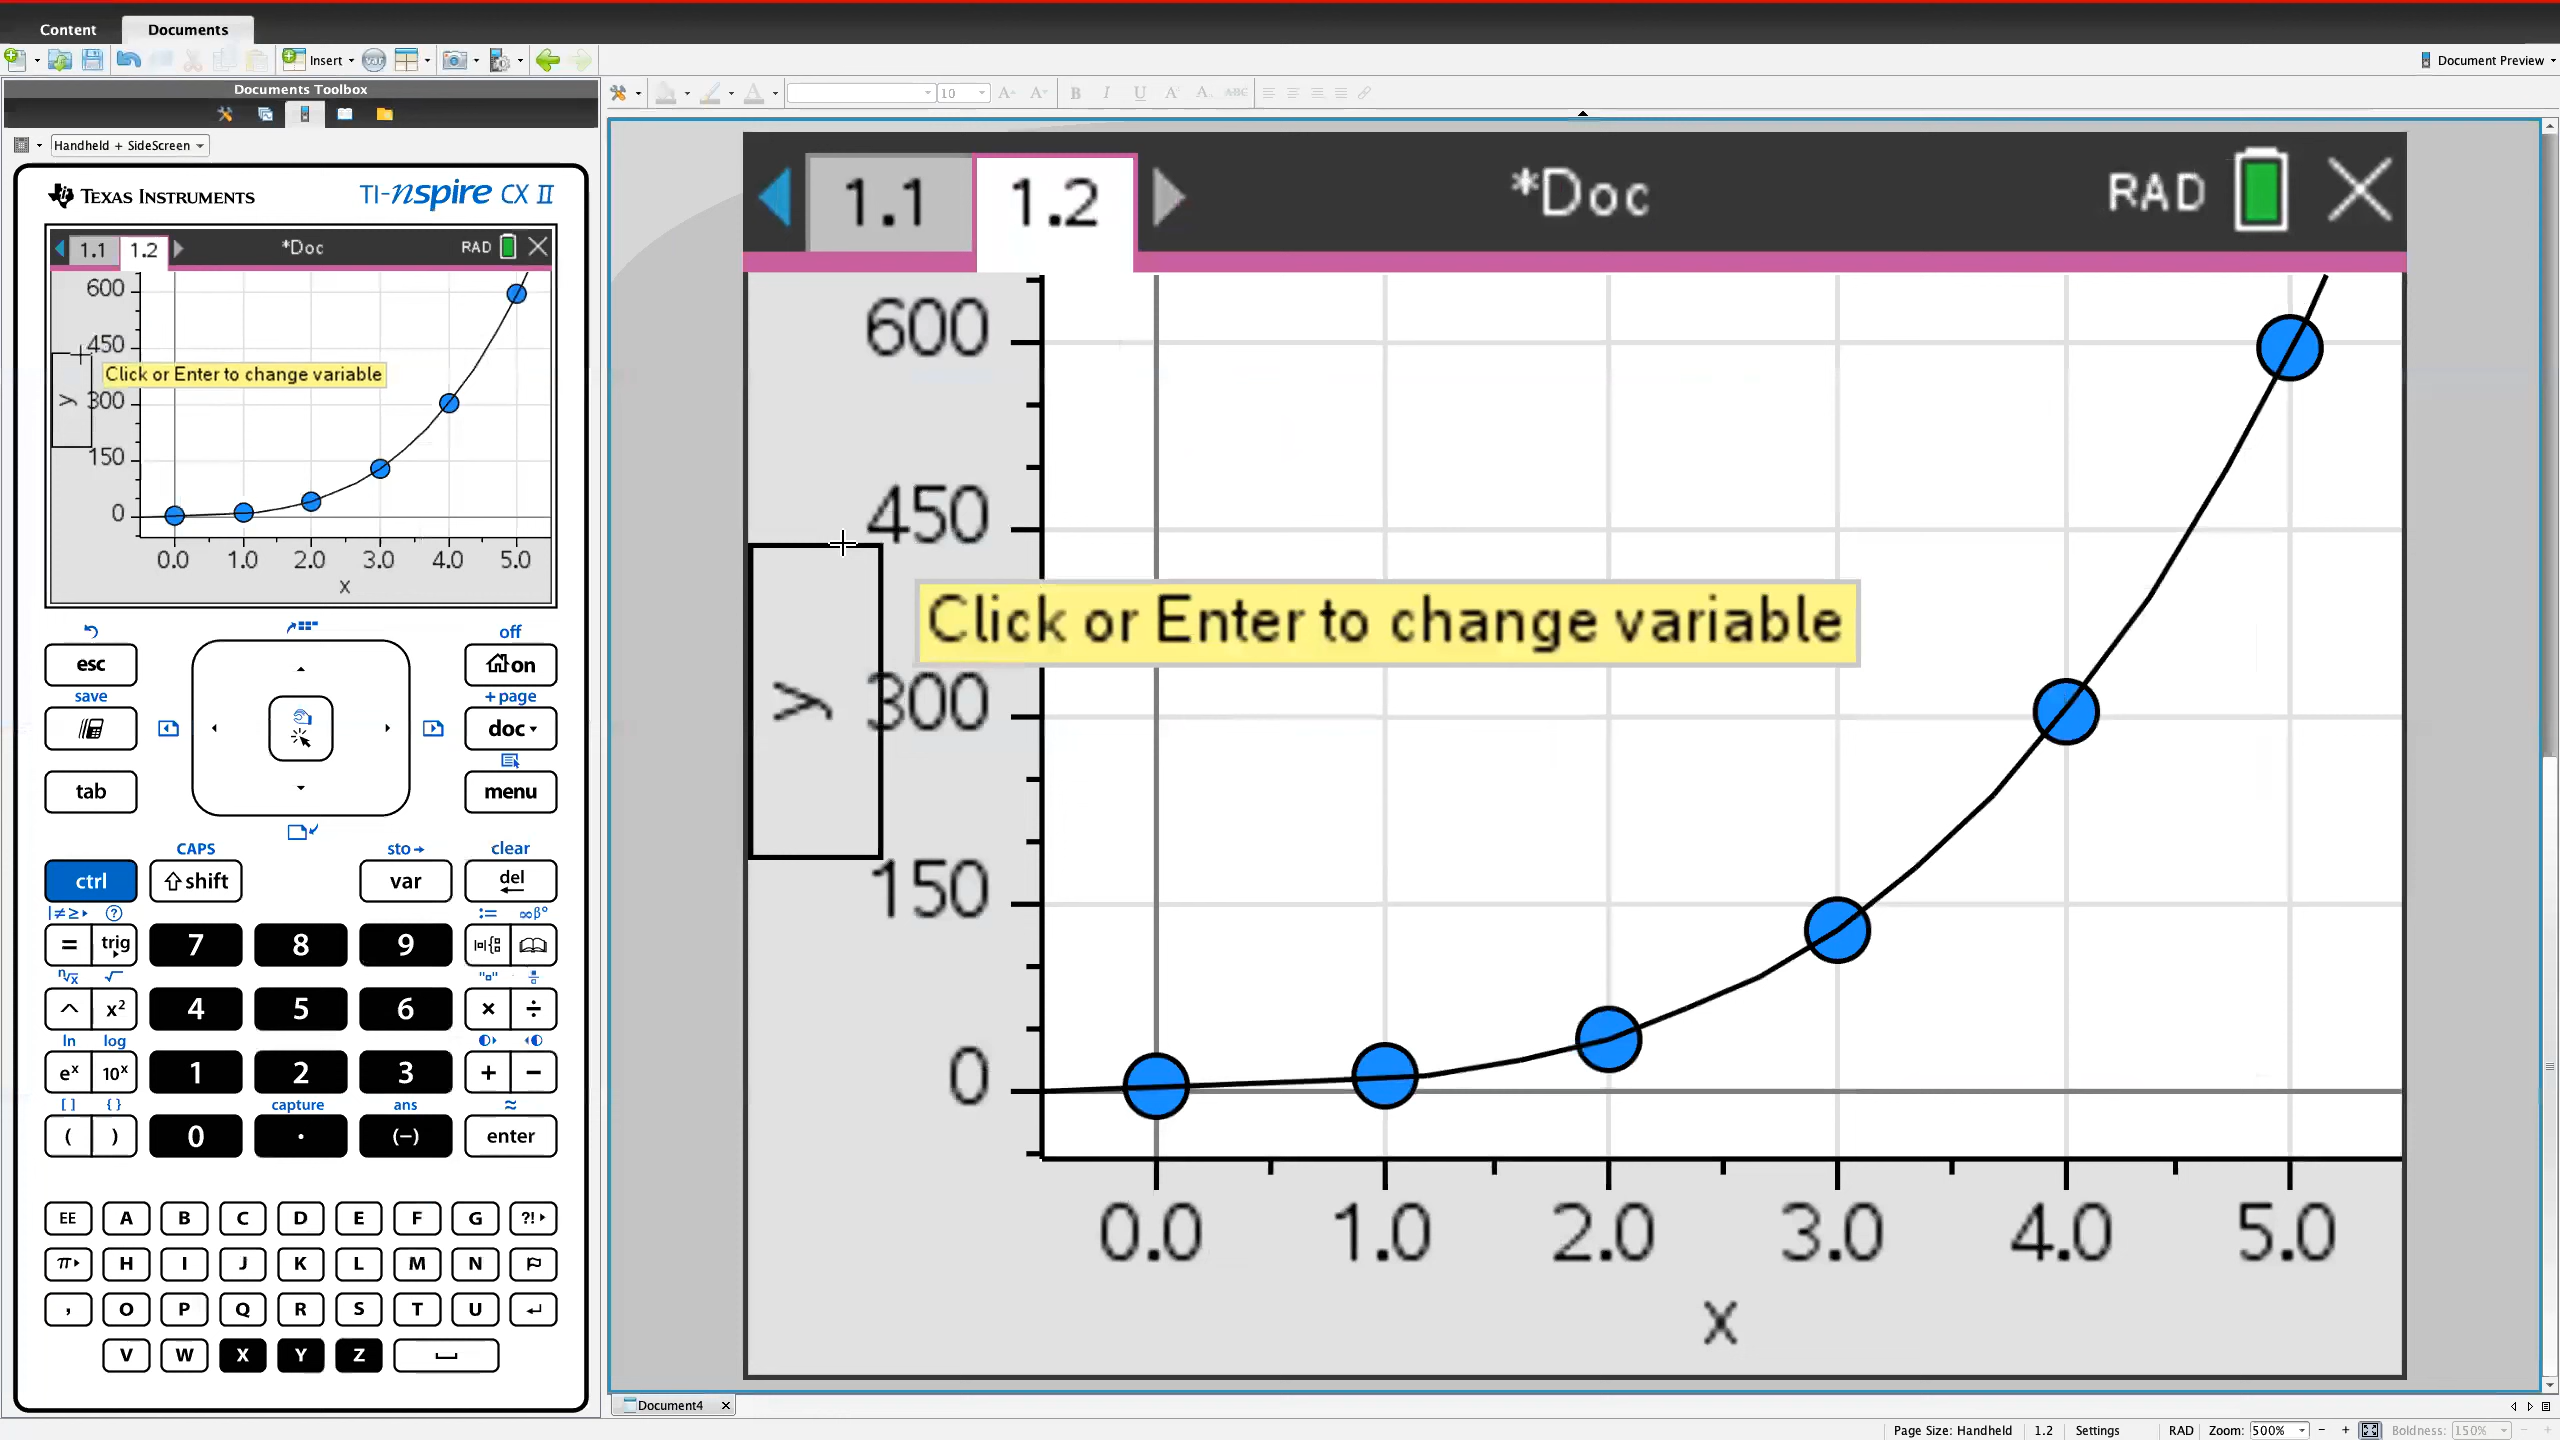 Content Documents
Insert Document Preview
Documents Toolbox
10 B I U A A ABC
Handheld + SideScreen
TEXAS INSTRUMENTS TI-nspire CX II
1.1 1.2 *Doc RAD
600
450
Click or Enter to change variable
y 300
150
0
0.0 1.0 2.0 3.0 4.0 5.0
x
off
esc on
save + page
doc
tab menu
CAPS sto→ clear
ctrl shift var del
|≠≥▸ ? := ∞β°
= trig 7 8 9
ⁿ√x √ "▫"
^ x² 4 5 6 × ÷
ln log
eˣ 10ˣ 1 2 3 + −
[ ] { } capture ans ≈
( ) 0 . (−) enter
EE A B C D E F G ?!▸
π▸ H I J K L M N
, O P Q R S T U ↵
V W X Y Z
1.1 1.2 *Doc RAD
600
450
Click or Enter to change variable
y 300
150
0
0.0 1.0 2.0 3.0 4.0 5.0
x
Document4
Page Size: Handheld 1.2 Settings RAD Zoom: 500% − + Boldness: 150% − +